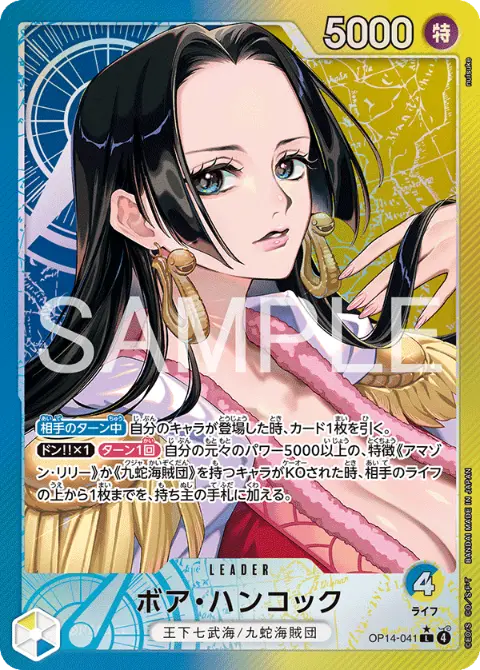 5000 特
nuisuke
SAMPLE
相手のターン中 自分のキャラが登場した時、カード1枚を引く。
ドン!!×1 ターン1回 自分の元々のパワー5000以上の、特徴《アマゾン・リリー》か《九蛇海賊団》を持つキャラがKOされた時、相手のライフの上から1枚までを、持ち主の手札に加える。
LEADER
ボア・ハンコック
王下七武海/九蛇海賊団
4
ライフ
OP14-041 L 4
BANDAI MADE IN JAPAN